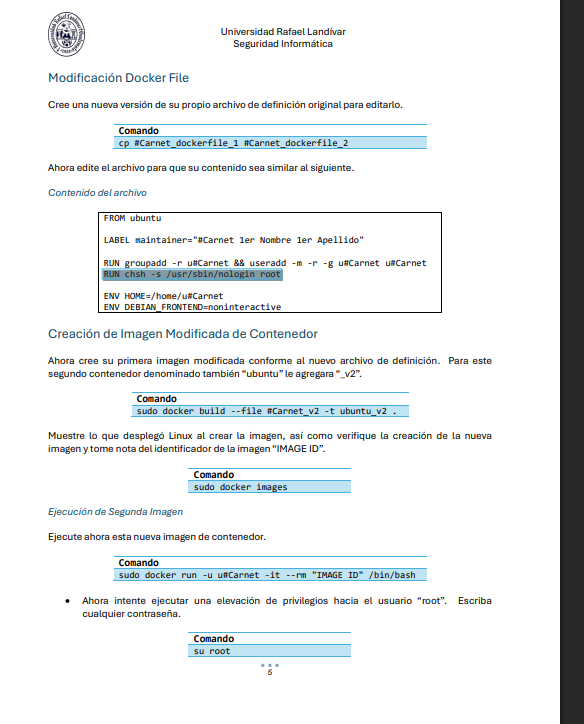 Universidad Rafael Landívar
Seguridad Informática
Modificación Docker File
Cree una nueva versión de su propio archivo de definición original para editarlo.
Comando
cp #Carnet_dockerfile_1 #Carnet_dockerfile_2
Ahora edite el archivo para que su contenido sea similar al siguiente.
Contenido del archivo
FROM ubuntu
LABEL maintainer="#Carnet 1er Nombre 1er Apellido"
RUN groupadd -r u#Carnet && useradd -m -r -g u#Carnet u#Carnet
RUN chsh -s /usr/sbin/nologin root
ENV HOME=/home/u#Carnet
ENV DEBIAN_FRONTEND=noninteractive
Creación de Imagen Modificada de Contenedor
Ahora cree su primera imagen modificada conforme al nuevo archivo de definición. Para este
segundo contenedor denominado también “ubuntu” le agregara “_v2”.
Comando
sudo docker build --file #Carnet_v2 -t ubuntu_v2 .
Muestre lo que desplegó Linux al crear la imagen, así como verifique la creación de la nueva
imagen y tome nota del identificador de la imagen “IMAGE ID”.
Comando
sudo docker images
Ejecución de Segunda Imagen
Ejecute ahora esta nueva imagen de contenedor.
Comando
sudo docker run -u u#Carnet -it --rm "IMAGE ID" /bin/bash
• Ahora intente ejecutar una elevación de privilegios hacia el usuario “root”. Escriba
cualquier contraseña.
Comando
su root
5